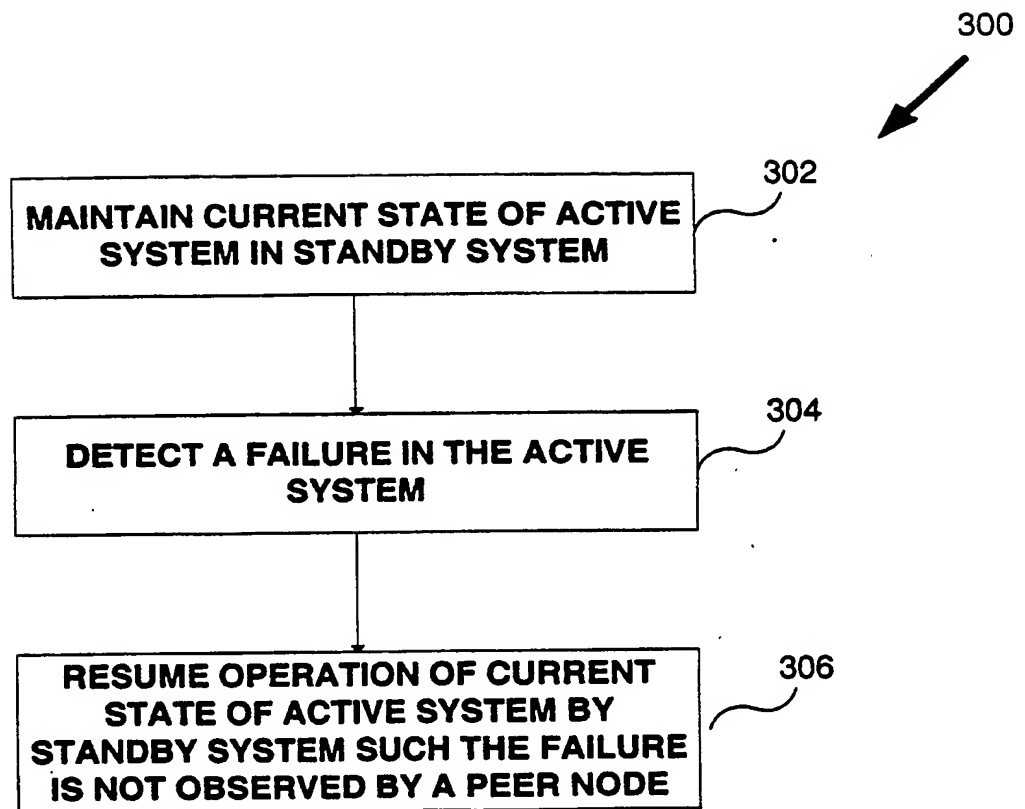 300
302
MAINTAIN CURRENT STATE OF ACTIVE
SYSTEM IN STANDBY SYSTEM
304
DETECT A FAILURE IN THE ACTIVE
SYSTEM
306
RESUME OPERATION OF CURRENT
STATE OF ACTIVE SYSTEM BY
STANDBY SYSTEM SUCH THE FAILURE
IS NOT OBSERVED BY A PEER NODE